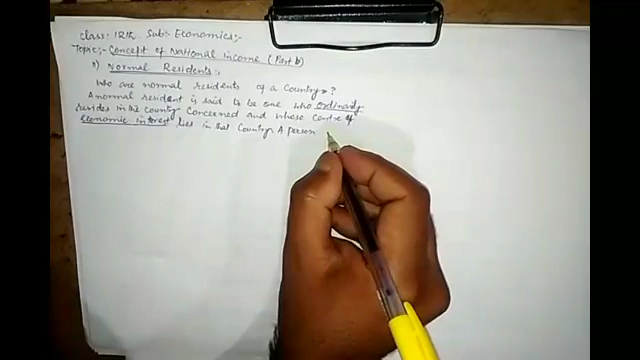 Class:- 12th Sub:- Economics:-
Topic:- Concept of National Income (Part b)
Normal Residents:-
Who are normal residents of a Country:-?
A normal resident is said to be one who ordinarily
resides in the Country Concerned and whose Centre of
economic interest lies in that Country. A person